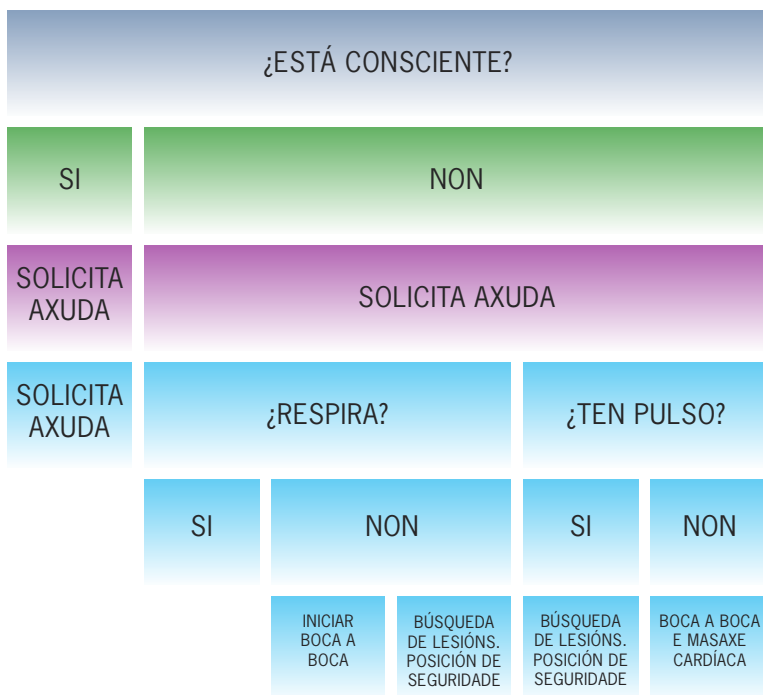 ¿ESTÁ CONSCIENTE?
SI
NON
SOLICITA
AXUDA
SOLICITA AXUDA
SOLICITA
AXUDA
¿RESPIRA?
¿TEN PULSO?
SI
NON
SI
NON
INICIAR
BOCA A
BOCA
BÚSQUEDA
DE LESIÓNS.
POSICIÓN DE
SEGURIDADE
BÚSQUEDA
DE LESIÓNS.
POSICIÓN DE
SEGURIDADE
BOCA A BOCA
E MASAXE
CARDÍACA